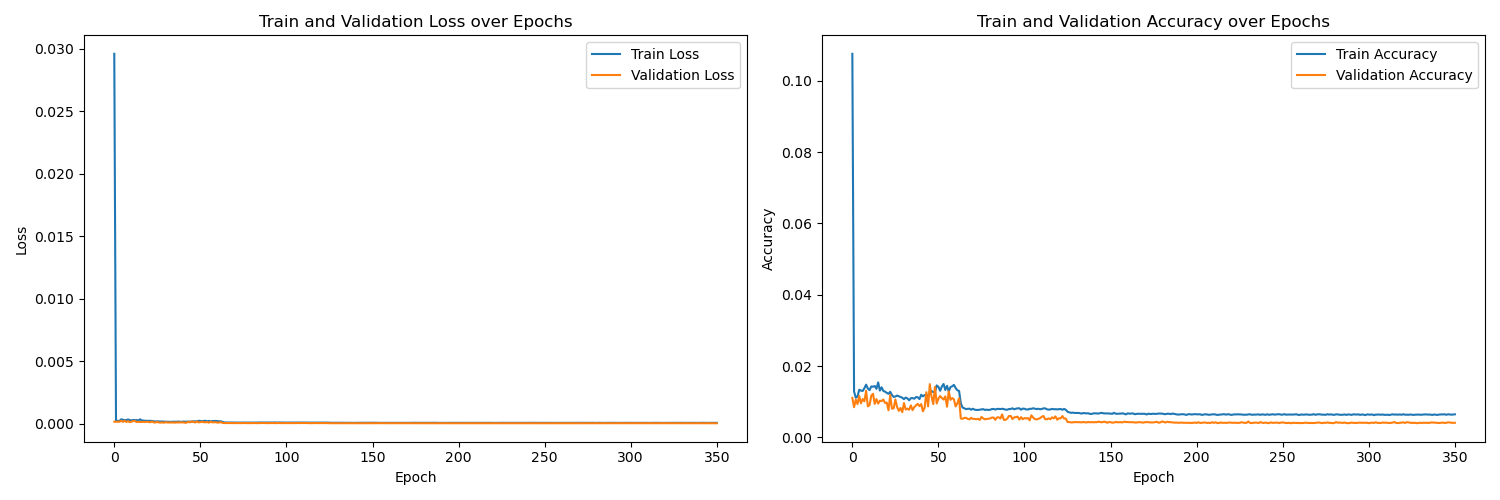 Train and Validation Loss over Epochs
0.030
0.025
0.020
0.015
0.010
0.005
0.000
Loss
0 50 100 150 200 250 300 350
Epoch
Train Loss
Validation Loss
Train and Validation Accuracy over Epochs
0.10
0.08
0.06
0.04
0.02
0.00
Accuracy
0 50 100 150 200 250 300 350
Epoch
Train Accuracy
Validation Accuracy